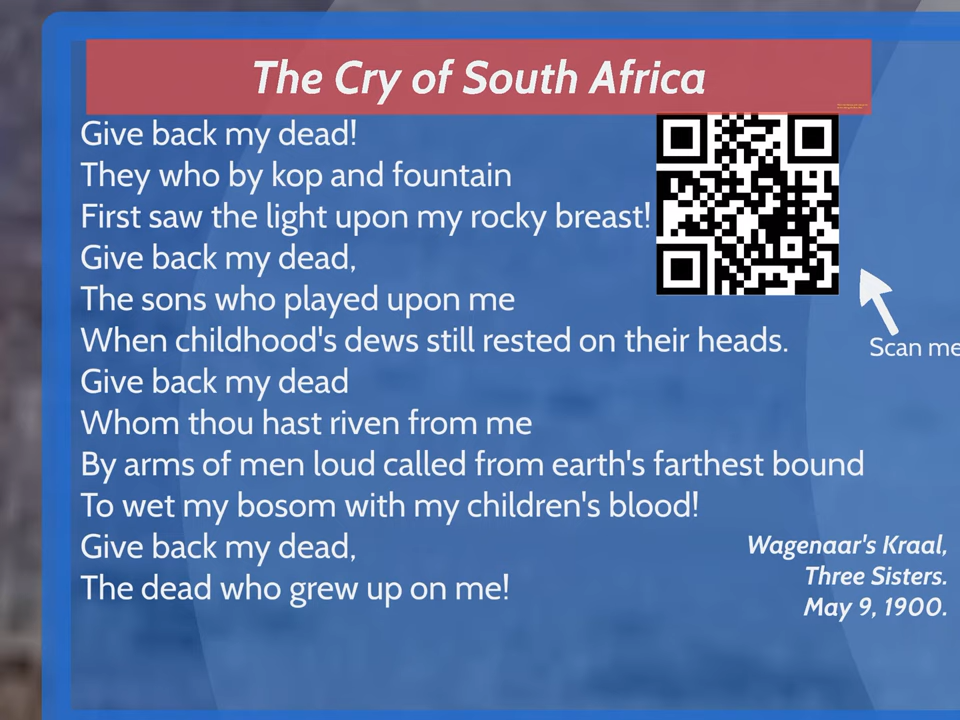 The Cry of South Africa
Give back my dead!
They who by kop and fountain
First saw the light upon my rocky breast!
Give back my dead,
The sons who played upon me
When childhood's dews still rested on their heads.
Give back my dead
Whom thou hast riven from me
By arms of men loud called from earth's farthest bound
To wet my bosom with my children's blood!
Give back my dead,
The dead who grew up on me!
Scan me
Wagenaar's Kraal,
Three Sisters.
May 9, 1900.